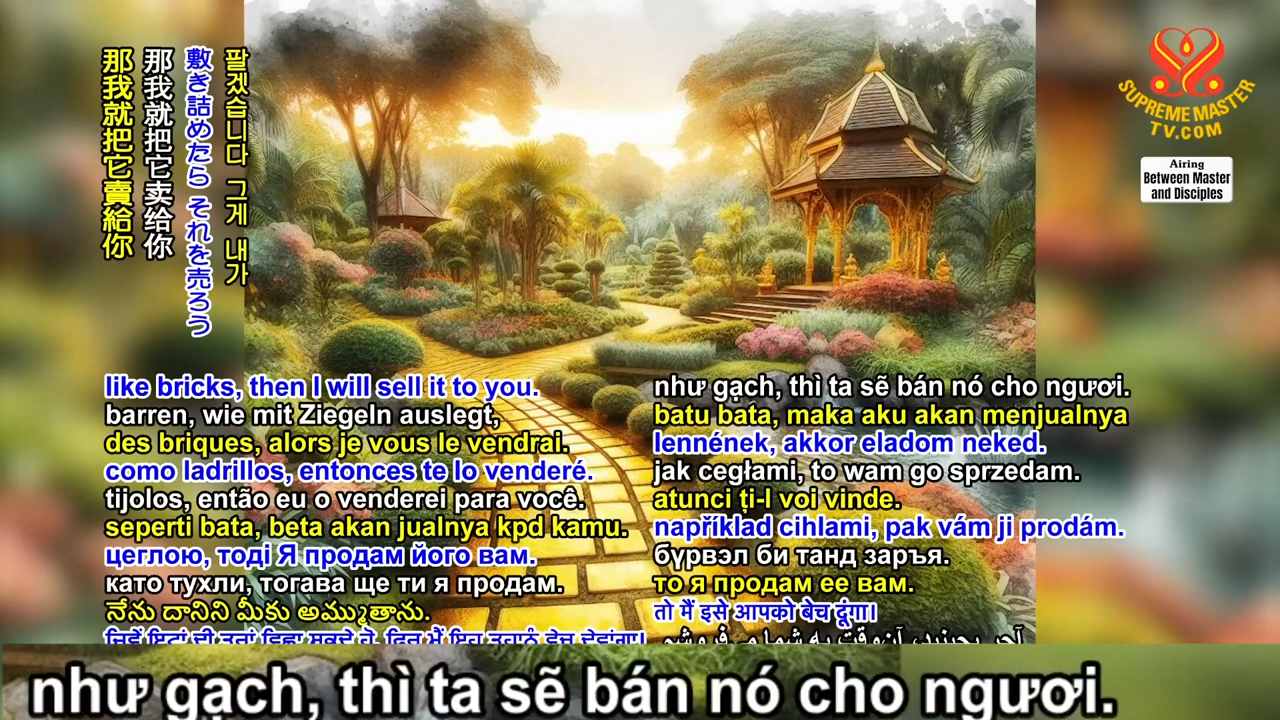 那我就把它賣給你
那我就把它卖给你
敷き詰めたら それを売ろう
팔겠습니다 그게 내가
SUPREME MASTER
TV.COM
Airing
Between Master
and Disciples
like bricks, then I will sell it to you.
barren, wie mit Ziegeln auslegt,
des briques, alors je vous le vendrai.
como ladrillos, entonces te lo venderé.
tijolos, então eu o venderei para você.
seperti bata, beta akan jualnya kpd kamu.
цеглою, тоді Я продам його вам.
като тухли, тогава ще ти я продам.
నేను దానిని మీకు అమ్ముతాను.
như gạch, thì ta sẽ bán nó cho ngươi.
batu bata, maka aku akan menjualnya
lennének, akkor eladom neked.
jak cegłami, to wam go sprzedam.
atunci ți-l voi vinde.
například cihlami, pak vám ji prodám.
бүрвэл би танд заръя.
то я продам ее вам.
तो मैं इसे आपको बेच दूंगा।
như gạch, thì ta sẽ bán nó cho ngươi.